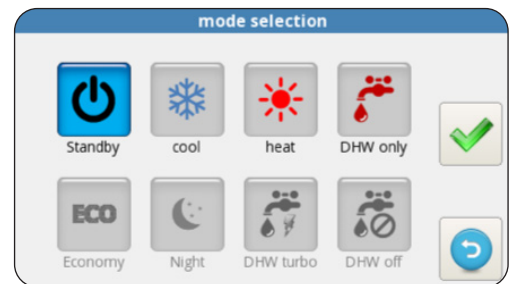 mode selection
Standby cool heat DHW only
ECO
Economy Night DHW turbo DHW off